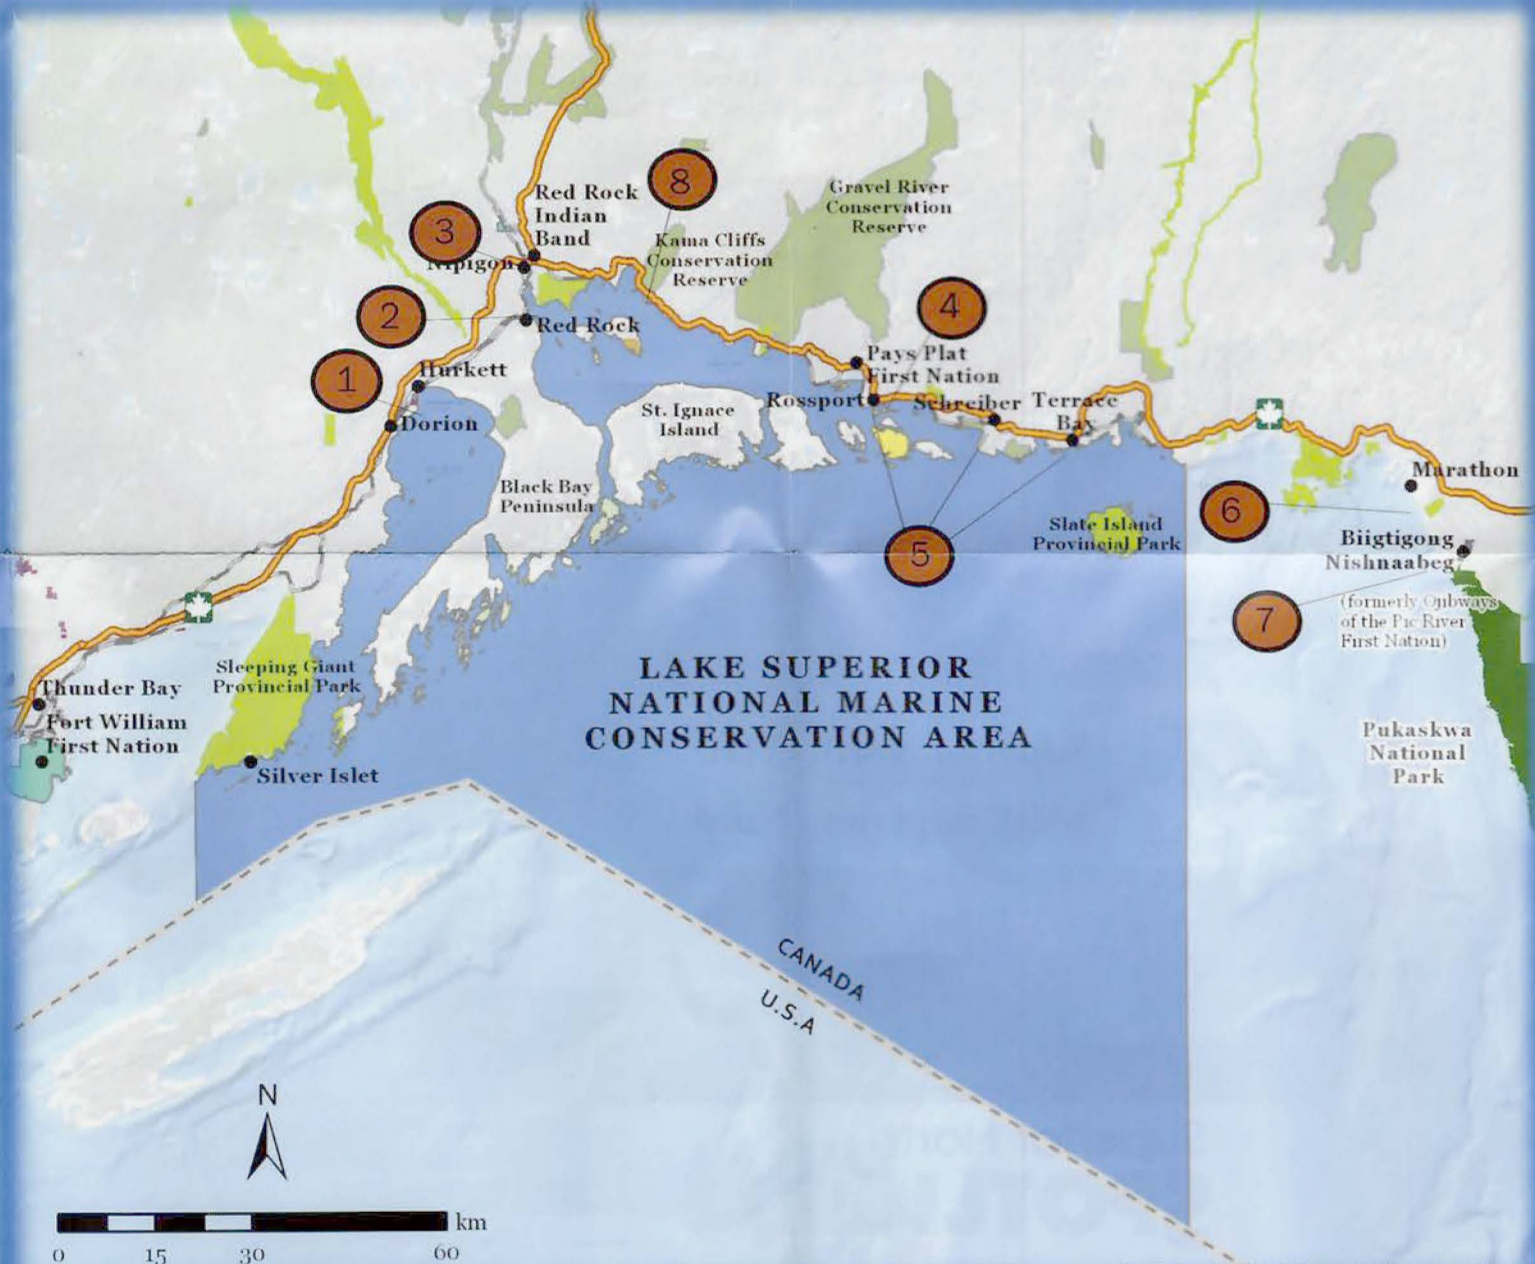 8
Red Rock
Indian
Band
3
Nipigon
Gravel River
Conservation
Reserve
Kama Cliffs
Conservation
Reserve
4
2
Red Rock
1
Hurkett
Dorion
Pays Plat
First Nation
Rossport
Schreiber
Terrace
Bay
St. Ignace
Island
Black Bay
Peninsula
Marathon
6
5
Slate Island
Provincial Park
Biigtigong
Nishnaabeg
(formerly Ojibways
of the Pic River
First Nation)
7
Sleeping Giant
Provincial Park
Thunder Bay
Fort William
First Nation
Silver Islet
LAKE SUPERIOR
NATIONAL MARINE
CONSERVATION AREA
Pukaskwa
National
Park
CANADA
U.S.A
N
km
0 15 30 60